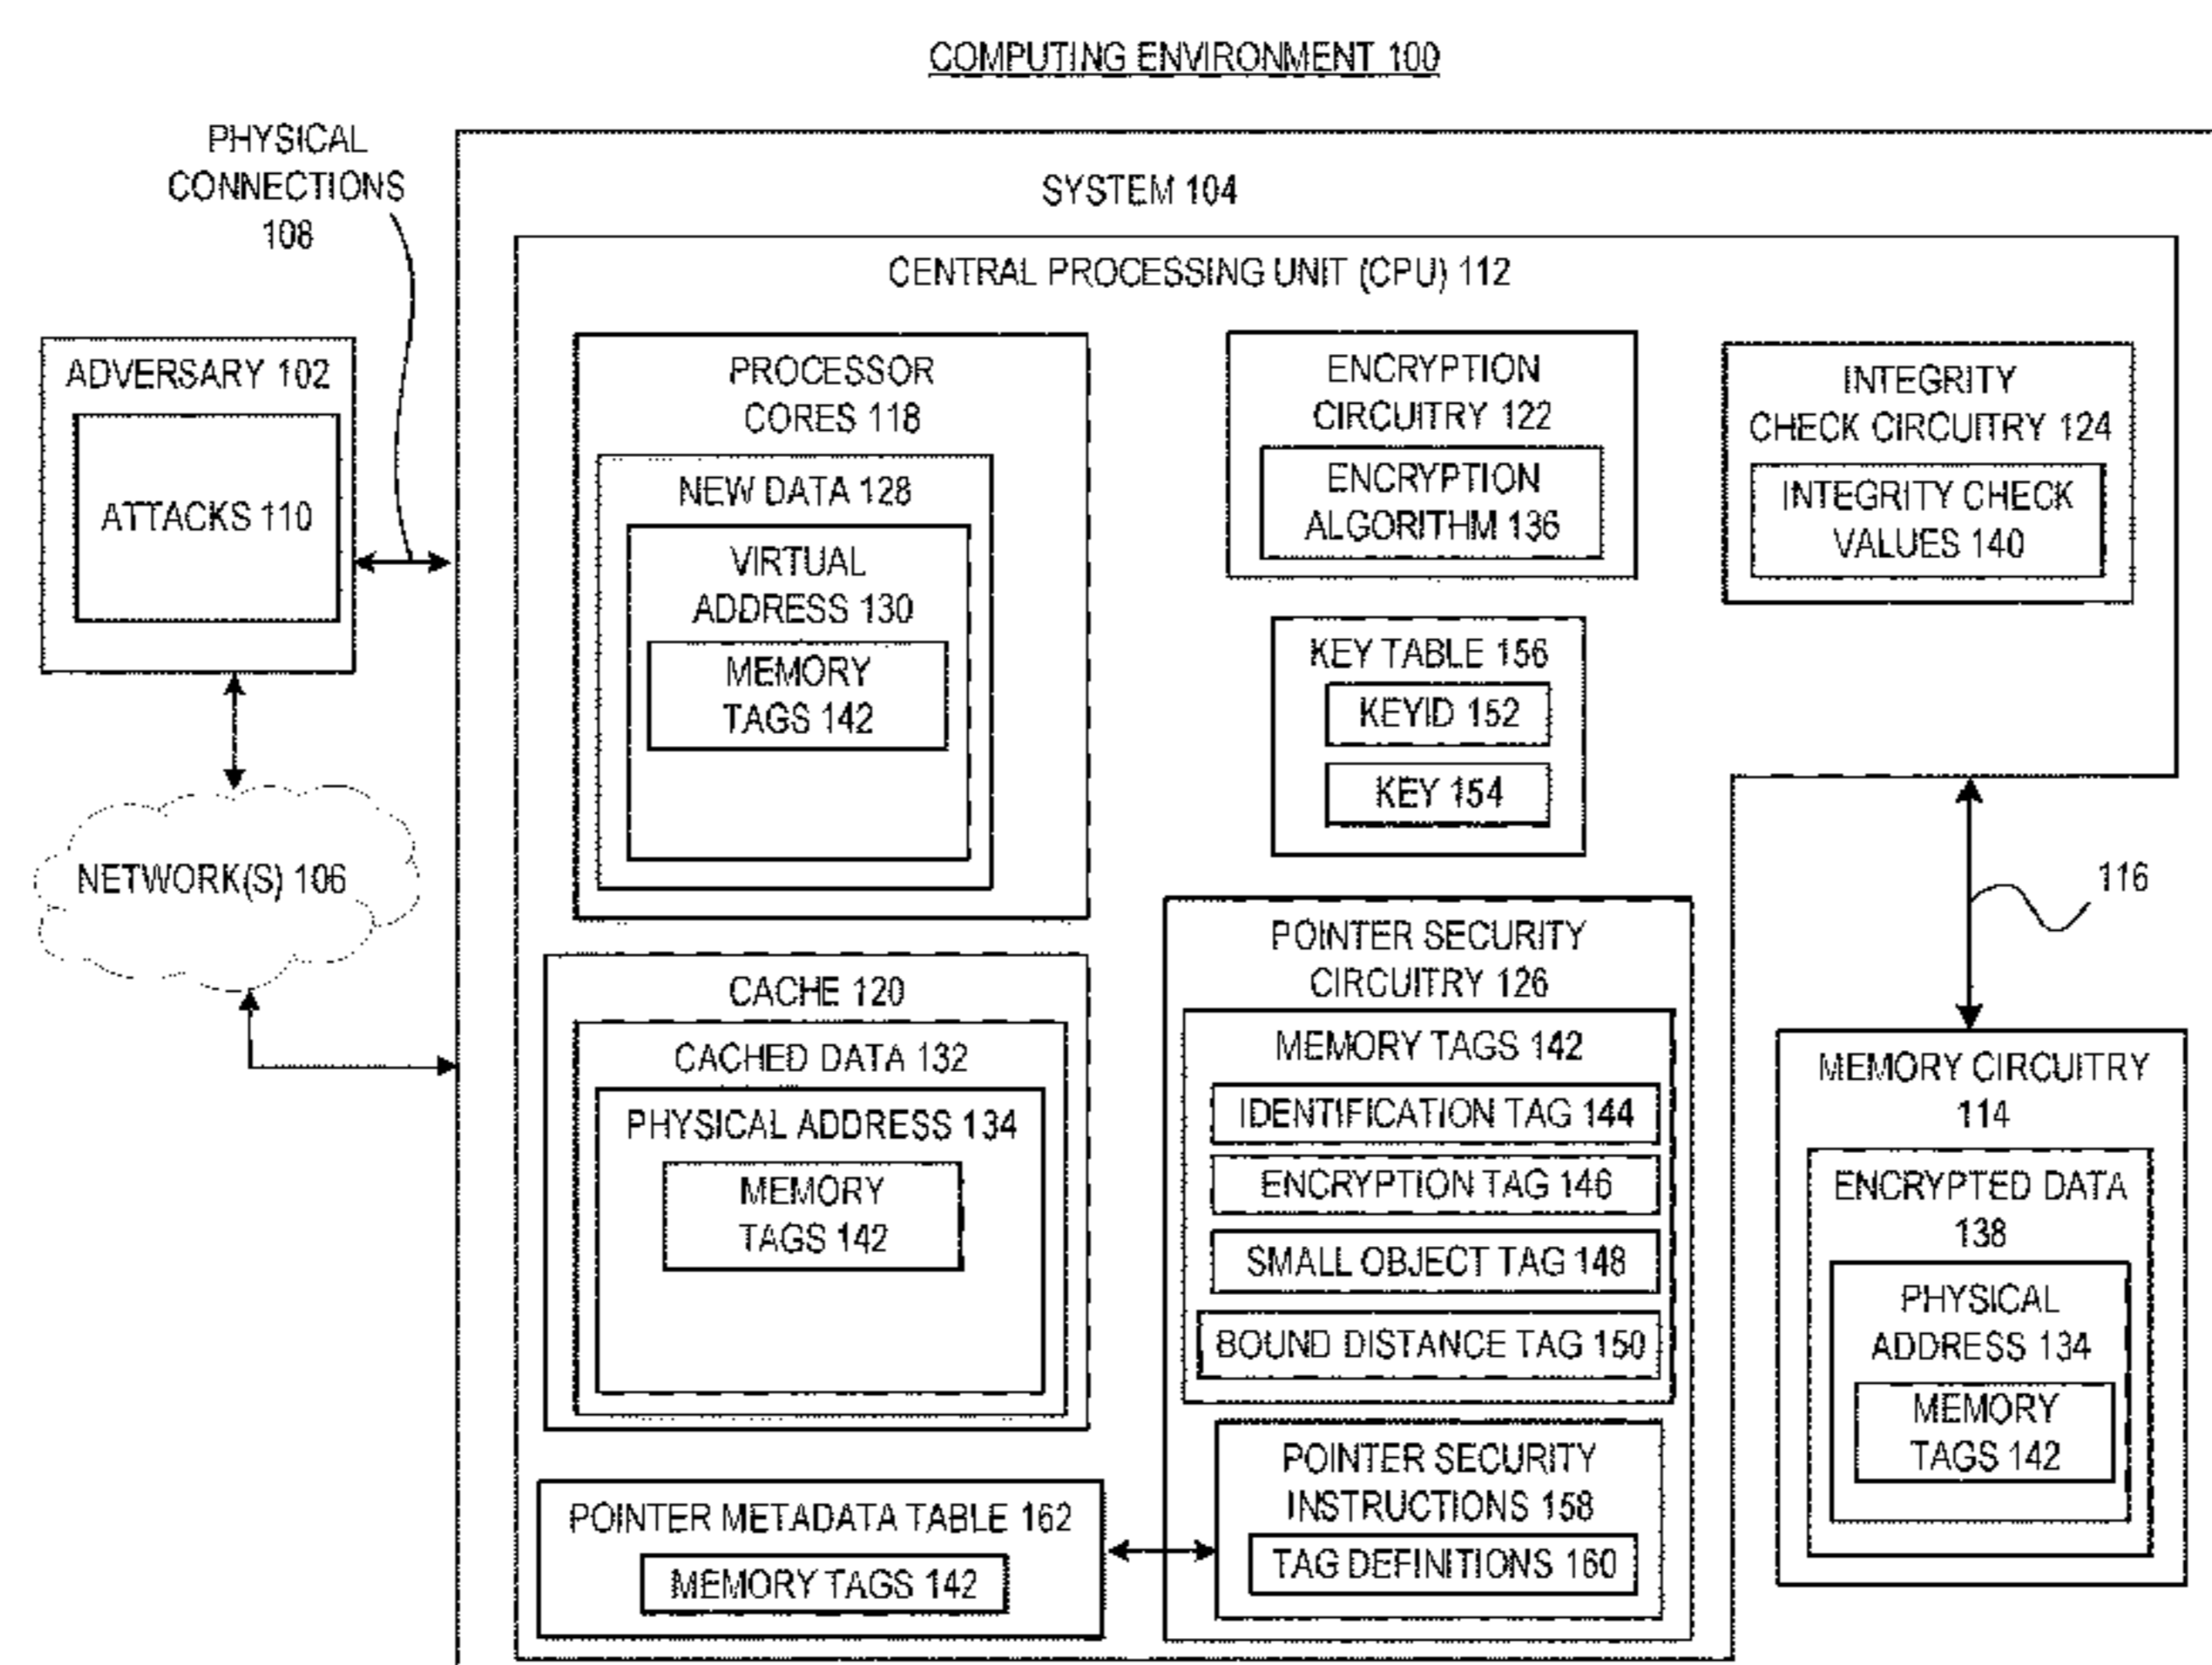 COMPUTING ENVIRONMENT 100
PHYSICAL
CONNECTIONS
108
SYSTEM 104
CENTRAL PROCESSING UNIT (CPU) 112
ADVERSARY 102
ATTACKS 110
NETWORK(S) 106
PROCESSOR
CORES 118
NEW DATA 128
VIRTUAL
ADDRESS 130
MEMORY
TAGS 142
ENCRYPTION
CIRCUITRY 122
ENCRYPTION
ALGORITHM 136
INTEGRITY
CHECK CIRCUITRY 124
INTEGRITY CHECK
VALUES 140
KEY TABLE 156
KEYID 152
KEY 154
116
CACHE 120
CACHED DATA 132
PHYSICAL ADDRESS 134
MEMORY
TAGS 142
POINTER SECURITY
CIRCUITRY 126
MEMORY TAGS 142
IDENTIFICATION TAG 144
ENCRYPTION TAG 146
SMALL OBJECT TAG 148
BOUND DISTANCE TAG 150
POINTER SECURITY
INSTRUCTIONS 158
TAG DEFINITIONS 160
POINTER METADATA TABLE 162
MEMORY TAGS 142
MEMORY CIRCUITRY
114
ENCRYPTED DATA
138
PHYSICAL
ADDRESS 134
MEMORY
TAGS 142